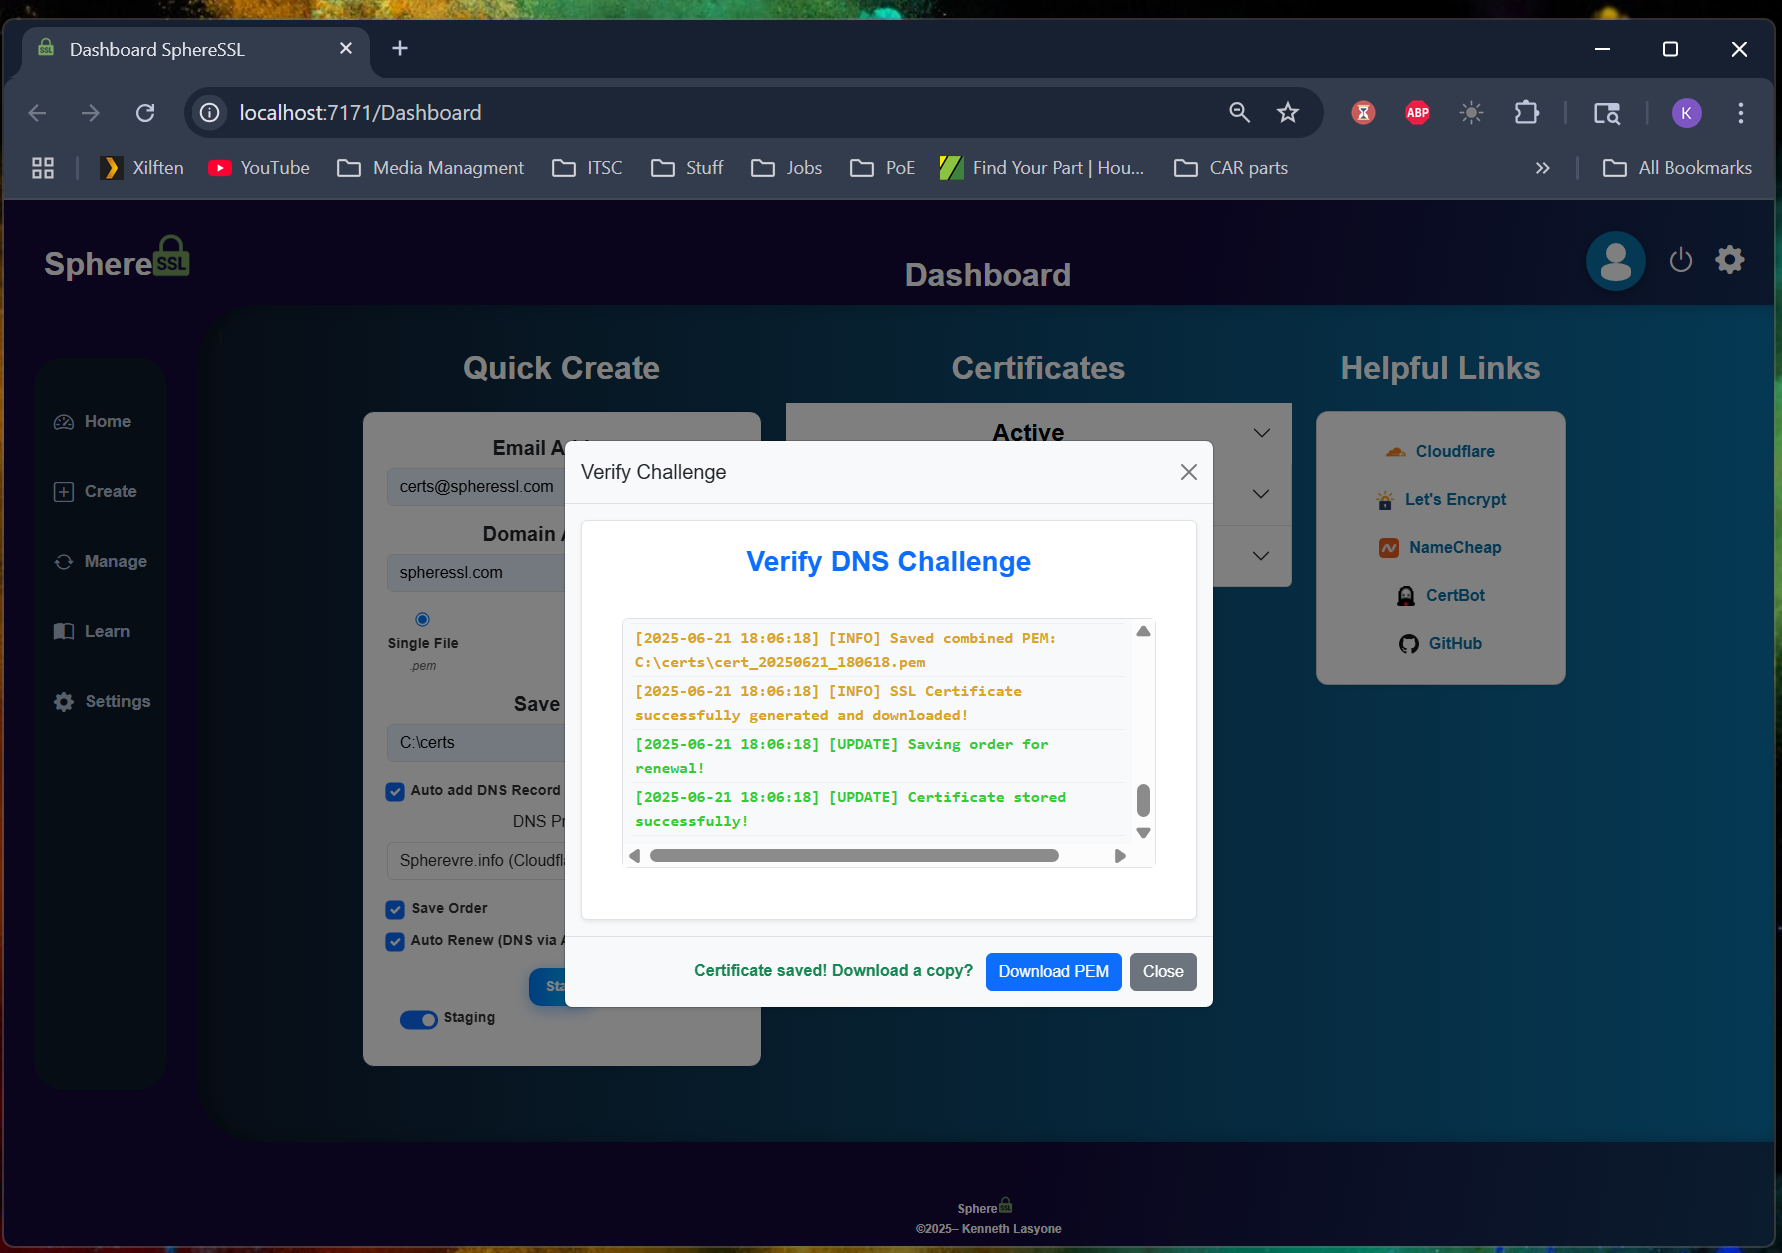 Dashboard SphereSSL
localhost:7171/Dashboard
ABP
K
Xilften
YouTube
Media Managment
ITSC
Stuff
Jobs
PoE
Find Your Part | Hou...
CAR parts
All Bookmarks
Sphere SSL
Dashboard
Home
Create
Manage
Learn
Settings
Quick Create
Email A
certs@spheressl.com
Domain
spheressl.com
Single File
.pem
Save
C:\certs
Auto add DNS Record
DNS Pr
Spherevre.info (Cloudfla
Save Order
Auto Renew (DNS via A
Sta
Staging
Certificates
Active
Helpful Links
Cloudflare
Let's Encrypt
NameCheap
CertBot
GitHub
Verify Challenge
Verify DNS Challenge
[2025-06-21 18:06:18] [INFO] Saved combined PEM:
C:\certs\cert_20250621_180618.pem
[2025-06-21 18:06:18] [INFO] SSL Certificate
successfully generated and downloaded!
[2025-06-21 18:06:18] [UPDATE] Saving order for
renewal!
[2025-06-21 18:06:18] [UPDATE] Certificate stored
successfully!
Certificate saved! Download a copy?
Download PEM
Close
Sphere SSL
©2025– Kenneth Lasyone